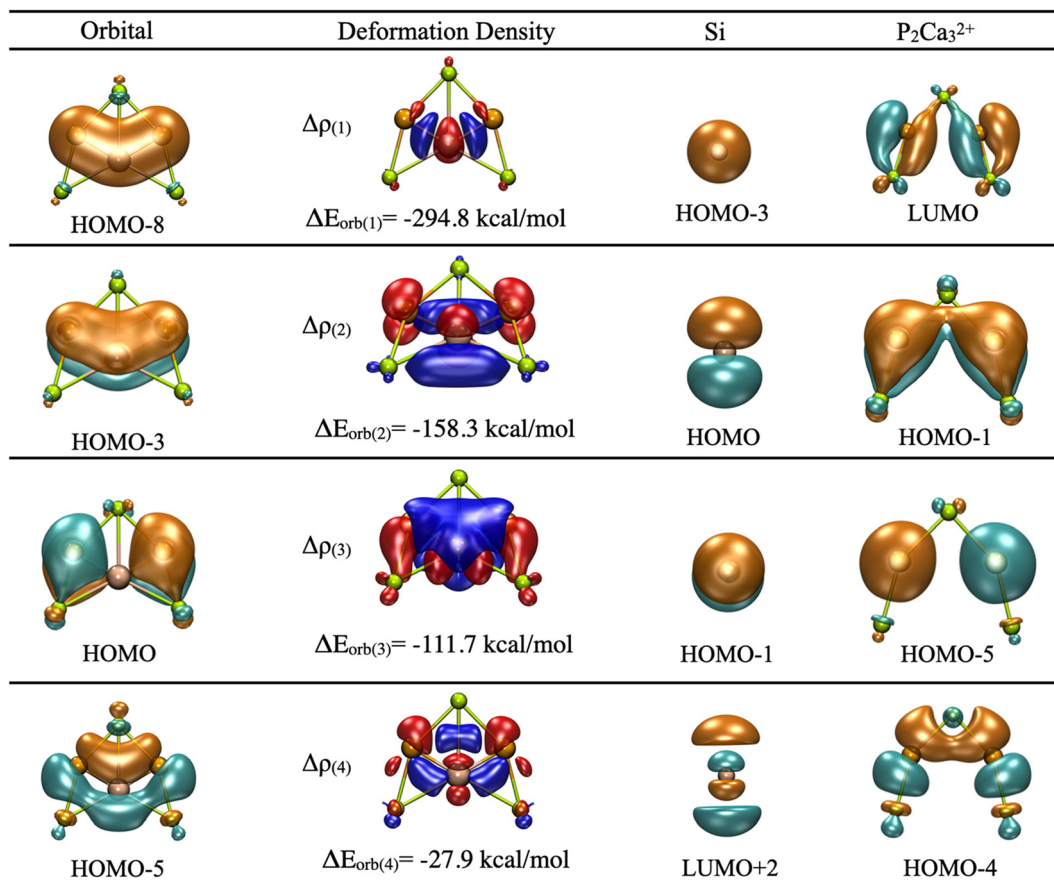 Orbital Deformation Density Si P₂Ca₃²⁺
Δρ(1)
HOMO-8 ΔEorb(1)= -294.8 kcal/mol HOMO-3 LUMO
Δρ(2)
HOMO-3 ΔEorb(2)= -158.3 kcal/mol HOMO HOMO-1
Δρ(3)
HOMO ΔEorb(3)= -111.7 kcal/mol HOMO-1 HOMO-5
Δρ(4)
HOMO-5 ΔEorb(4)= -27.9 kcal/mol LUMO+2 HOMO-4